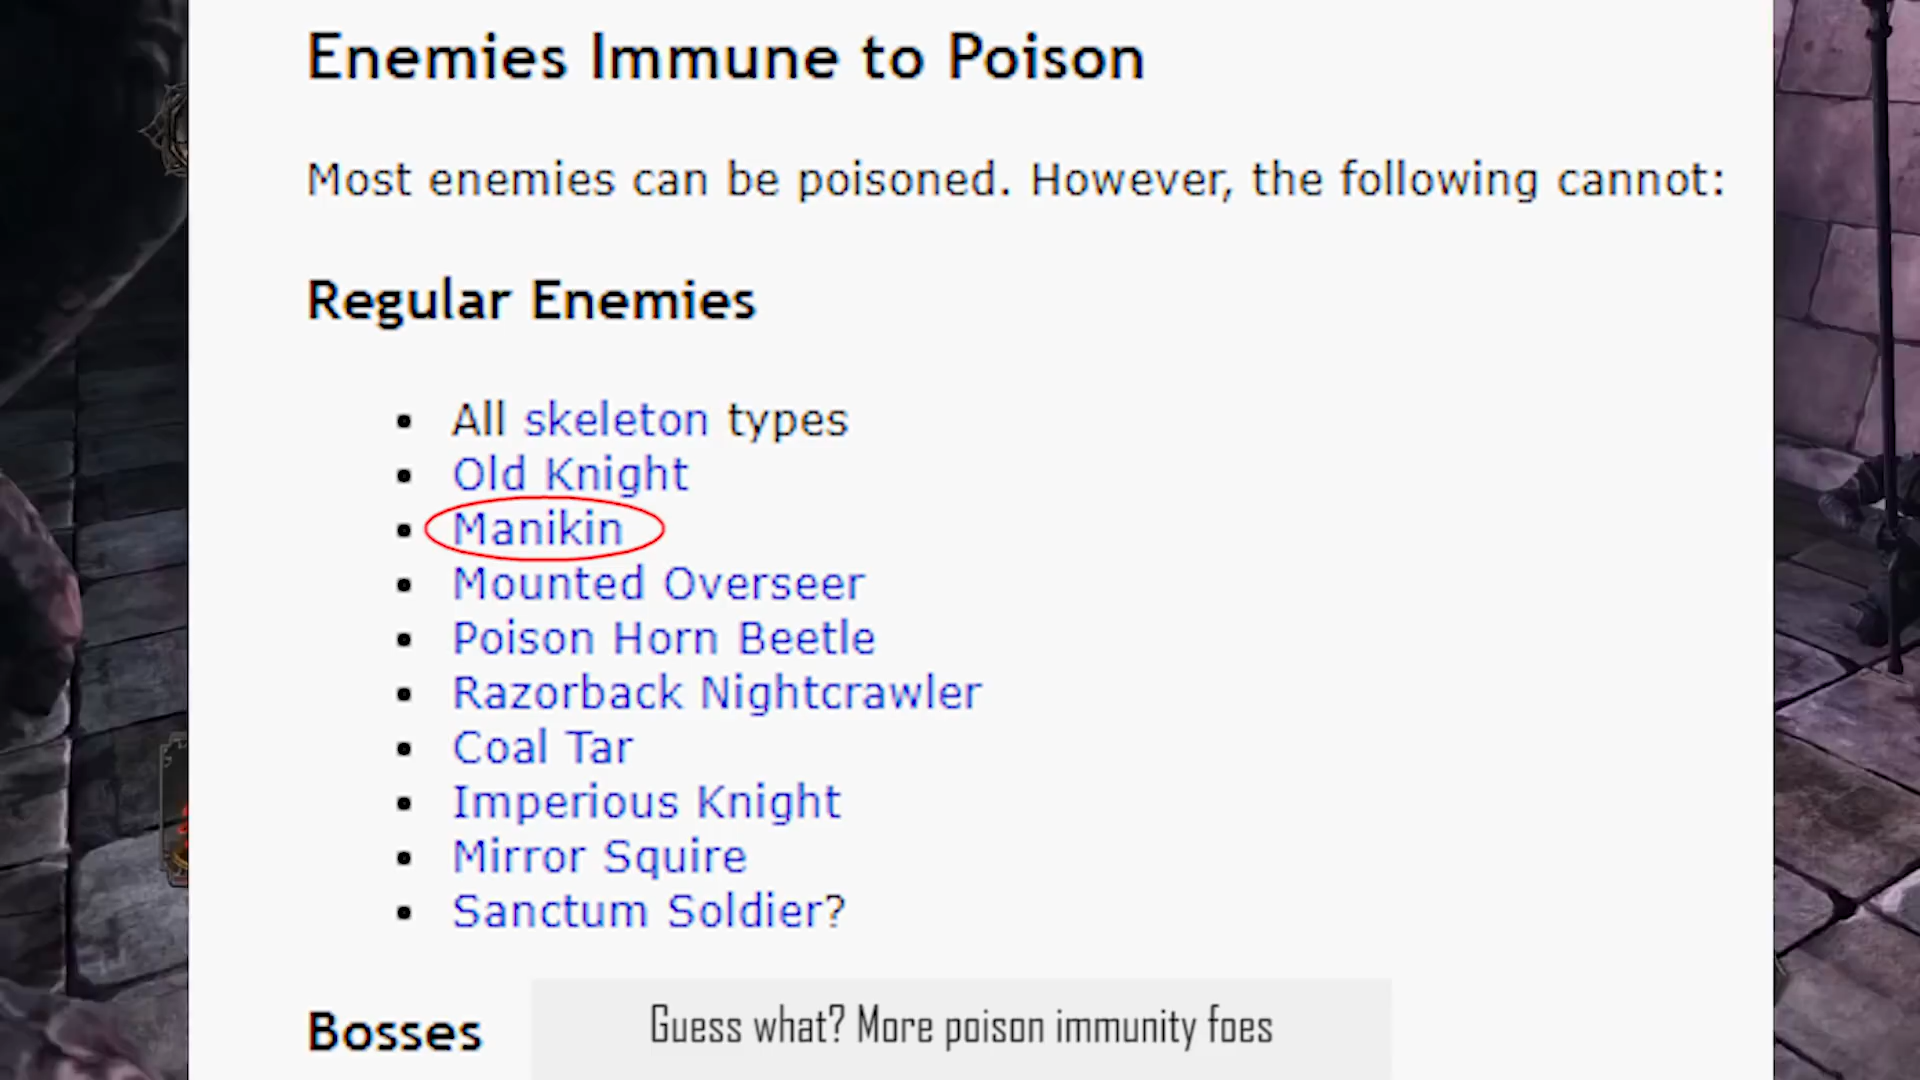 Enemies Immune to Poison
Most enemies can be poisoned. However, the following cannot:
Regular Enemies
All skeleton types
Old Knight
Manikin
Mounted Overseer
Poison Horn Beetle
Razorback Nightcrawler
Coal Tar
Imperious Knight
Mirror Squire
Sanctum Soldier?
Bosses
Guess what? More poison immunity foes